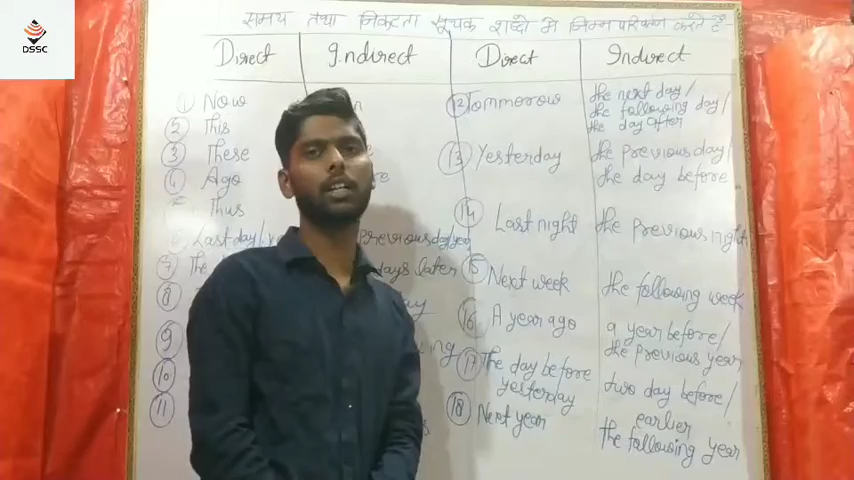 DSSC
समय तथा निकटता सूचक शब्दो मे निम्न परिवर्तन करते है
Direct Indirect Direct Indirect
1 Now
2 This
3 These
4 Ago
5 Thus
6 Last day/ Previous day/year
7 days later
8
9
10
11
12 Tommorow the next day/
the following day/
the day after
13 Yesterday the Previous day/
the day before
14 Last night the Previous night
15 Next week the following week
16 A year ago a year before/
the Previous year
17 The day before
yesterday two day before/
earlier
18 Next year the following year